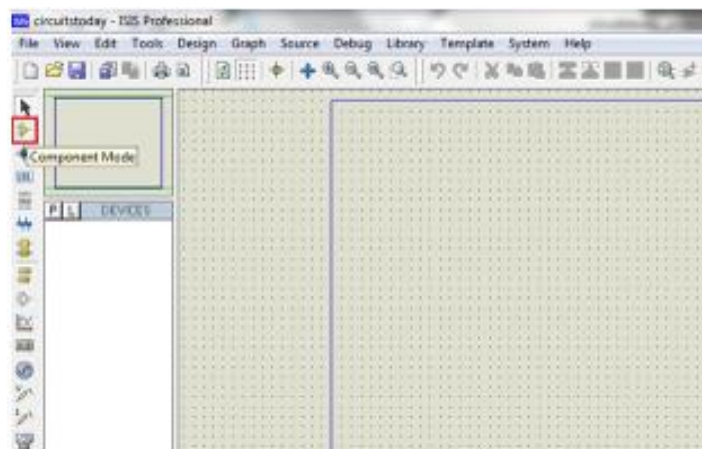 circuitstoday - ISIS Professional
File View Edit Tools Design Graph Source Debug Library Template System Help
Component Mode
P L DEVICES